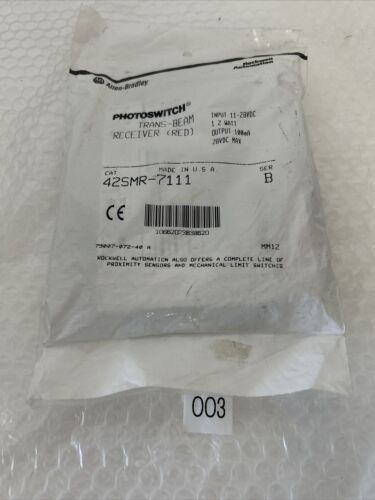 Allen-Bradley
Rockwell
Automation
PHOTOSWITCH®
TRANS-BEAM
RECEIVER (RED)
INPUT 11-28VDC
1.2 WATT
OUTPUT 100mA
28VDC MAX
MADE IN U.S.A.
CAT
SER
42SMR-7111
B
CE
75007-072-40 A
MM12
ROCKWELL AUTOMATION ALSO OFFERS A COMPLETE LINE OF
PROXIMITY SENSORS AND MECHANICAL LIMIT SWITCHES
003